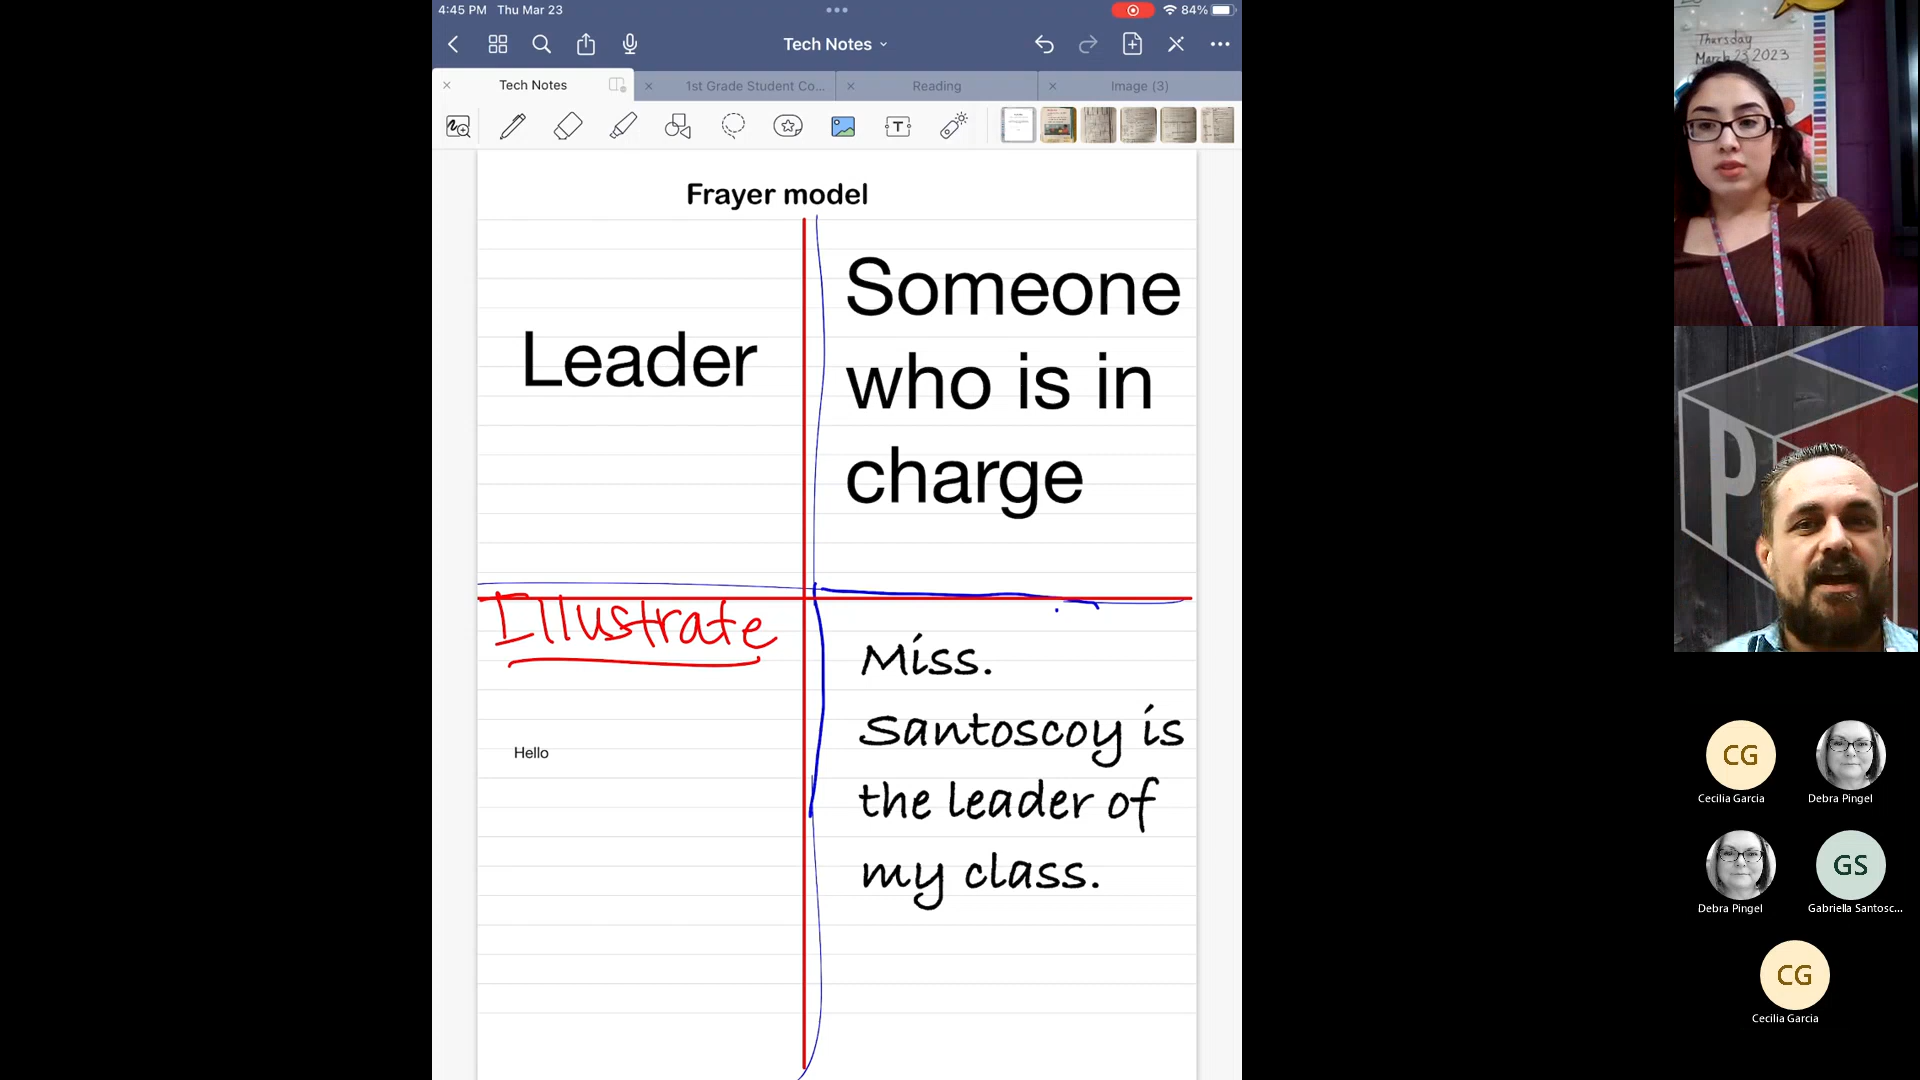 4:45 PM Thu Mar 23
84%
Tech Notes
Tech Notes
1st Grade Student Co...
Reading
Image (3)
T
Frayer model
Leader
Someone
who is in
charge
Illustrate
Hello
Miss.
Santoscoy is
the leader of
my class.
Thursday
March 23 2023
P
CG
Cecilia Garcia
Debra Pingel
Debra Pingel
GS
Gabriella Santosc...
CG
Cecilia Garcia